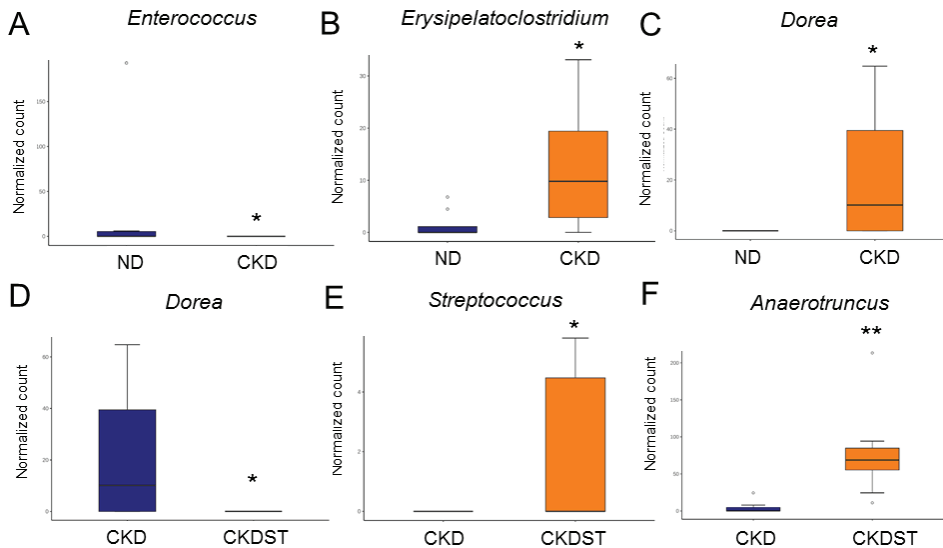 A
Enterococcus
B
Erysipelatoclostridium
C
Dorea
Normalized count
150
100
50
0
*
ND
CKD
Normalized count
30
20
10
0
*
ND
CKD
Normalized count
60
40
20
0
*
ND
CKD
D
Dorea
E
Streptococcus
F
Anaerotruncus
Normalized count
60
40
20
0
*
CKD
CKDST
Normalized count
4
2
0
*
CKD
CKDST
Normalized count
200
150
100
50
0
**
CKD
CKDST